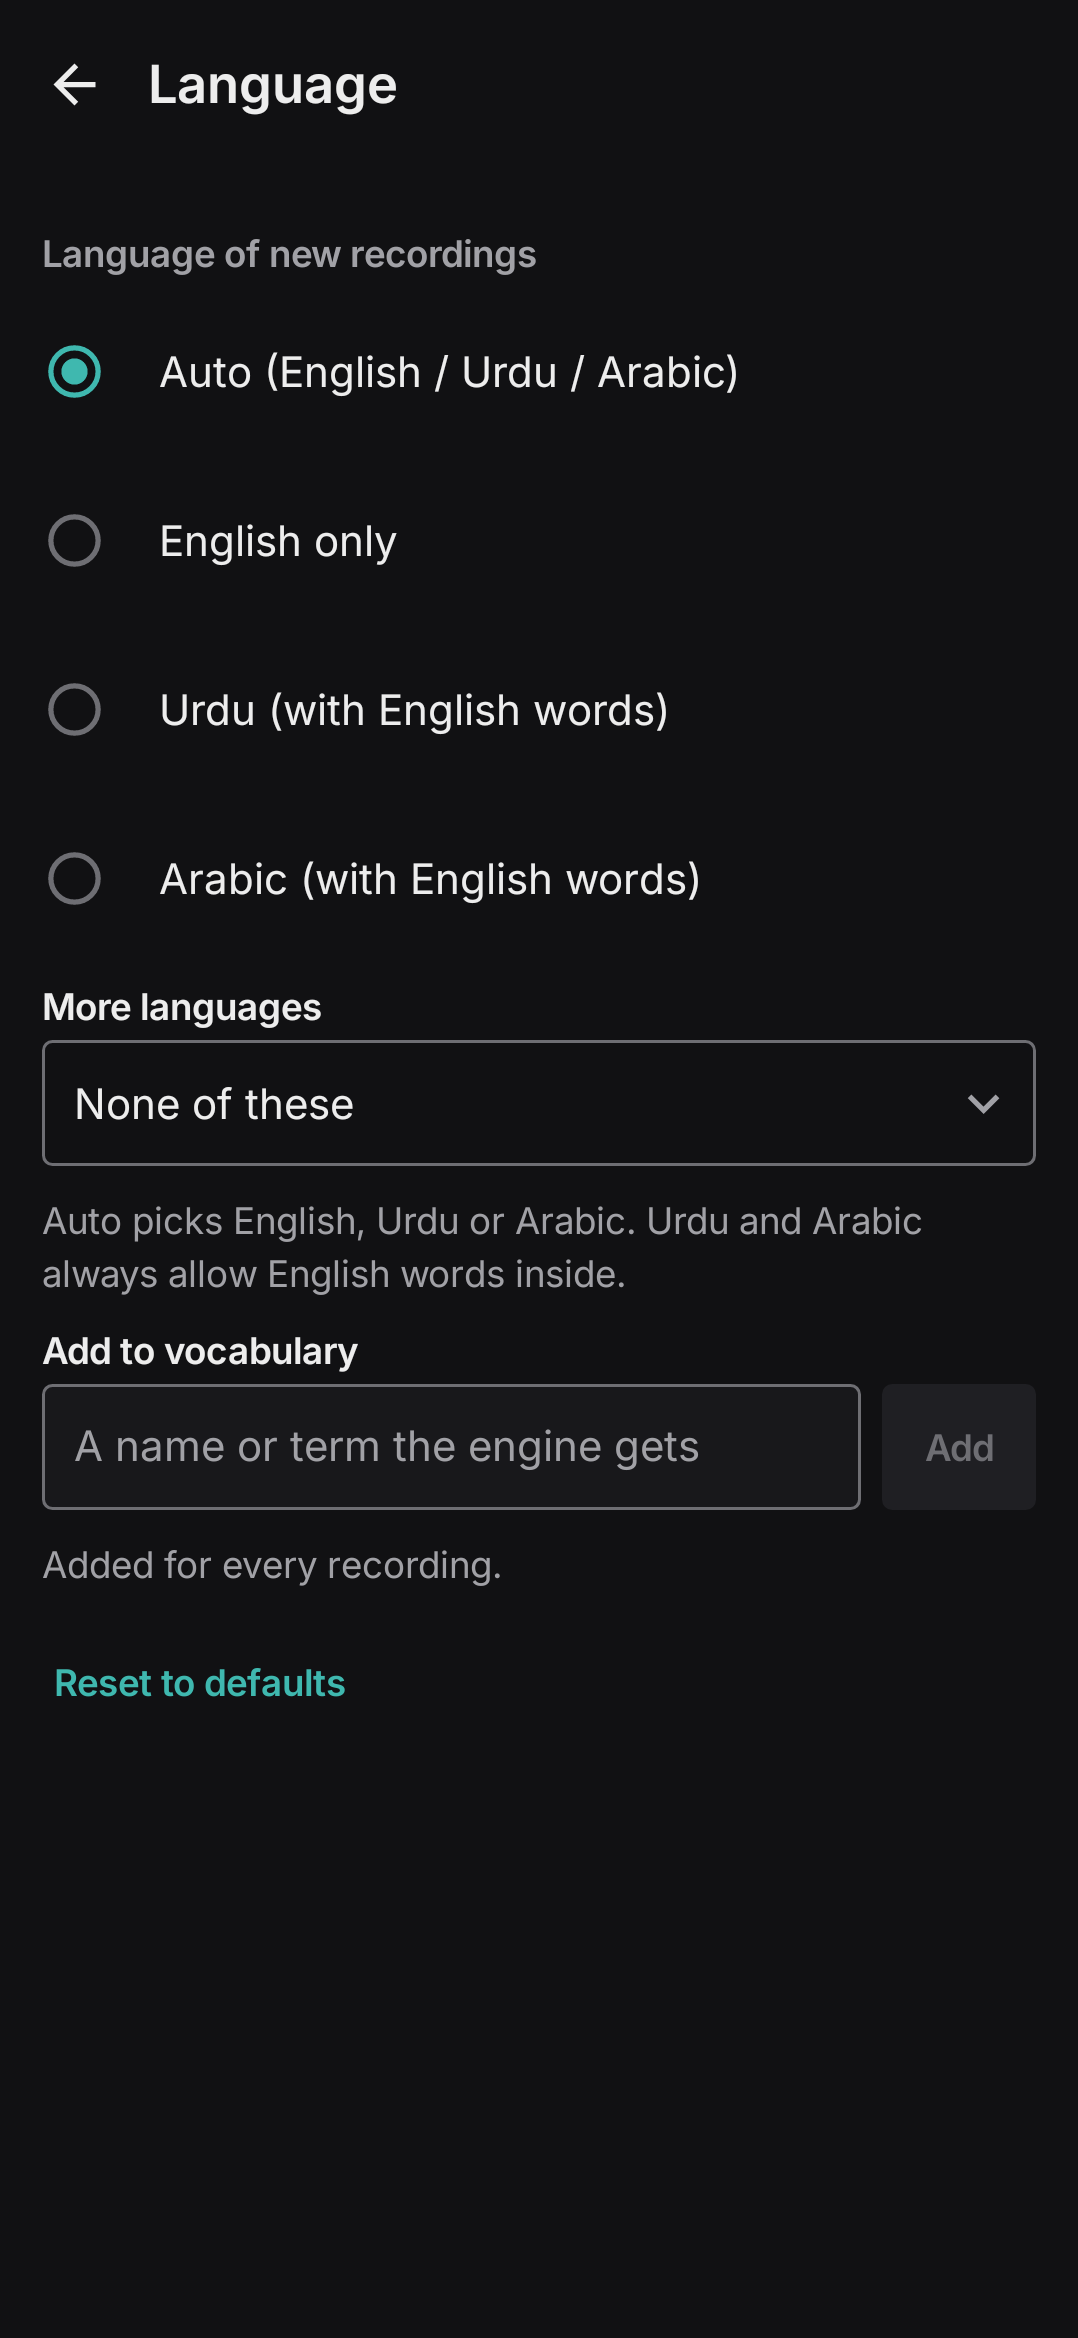 Language
Language of new recordings
Auto (English / Urdu / Arabic)
English only
Urdu (with English words)
Arabic (with English words)
More languages
None of these
Auto picks English, Urdu or Arabic. Urdu and Arabic
always allow English words inside.
Add to vocabulary
A name or term the engine gets
Add
Added for every recording.
Reset to defaults